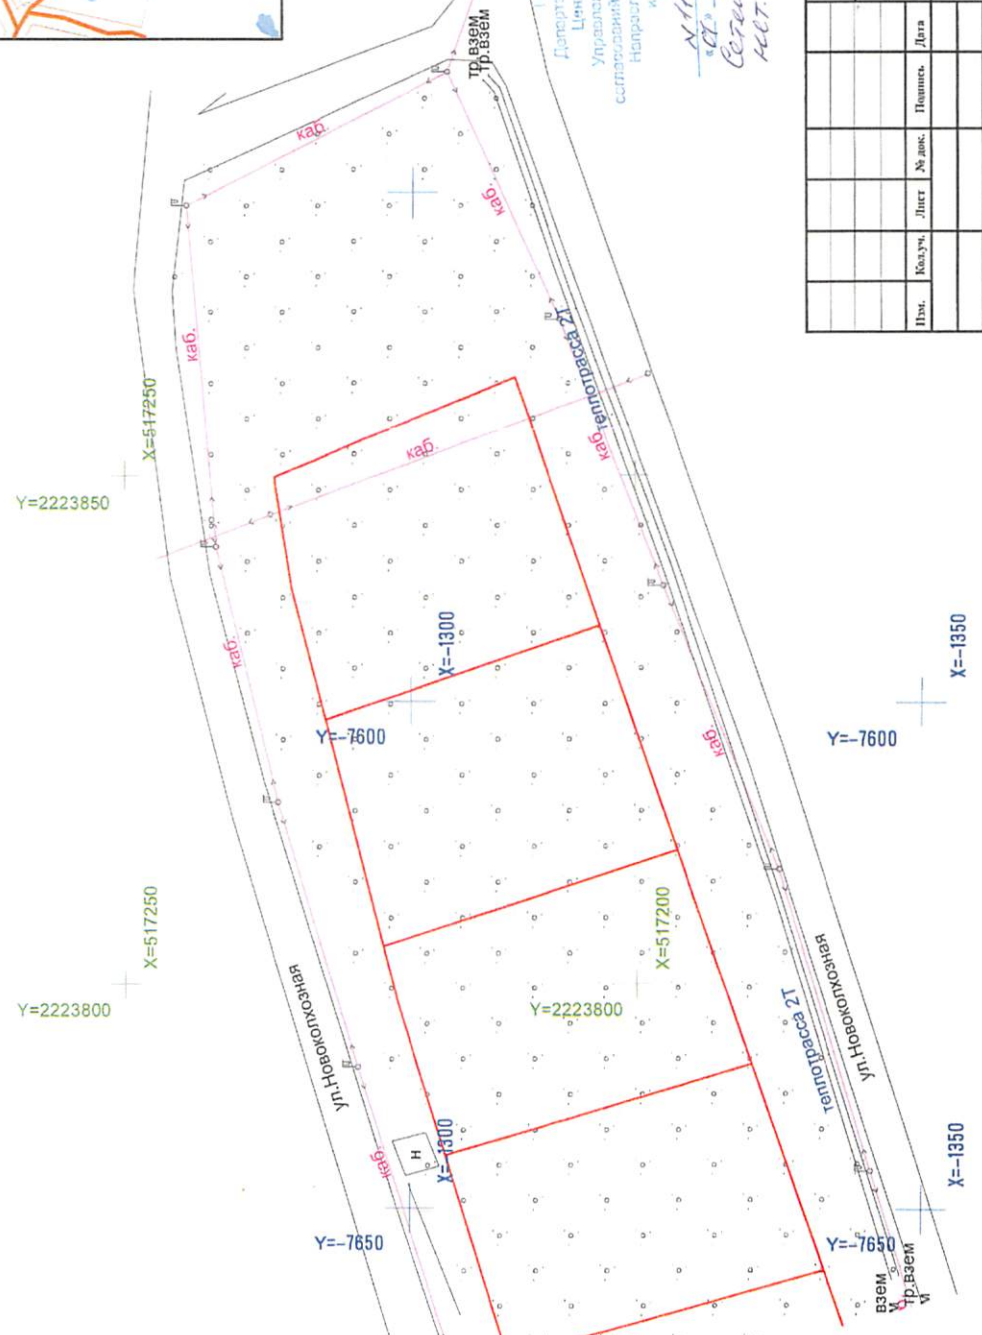 тр.взем
тр.взем
каб.
каб.
каб.
теплотрасса 2Т
каб.
каб.
каб.
X=517250
Y=2223850
X=-1300
Y=-7600
X=-1350
Y=-7600
каб.
каб.
X=517250
Y=2223800
X=517200
Y=2223800
ул.Новоколхозная
ул.Новоколхозная
теплотрасса 2Т
каб.
Н
X=-1300
Y=-7650
X=-1350
Y=-7650
взем
тр.взем
Изм.
Кол.уч.
Лист
№ док.
Подпись
Дата